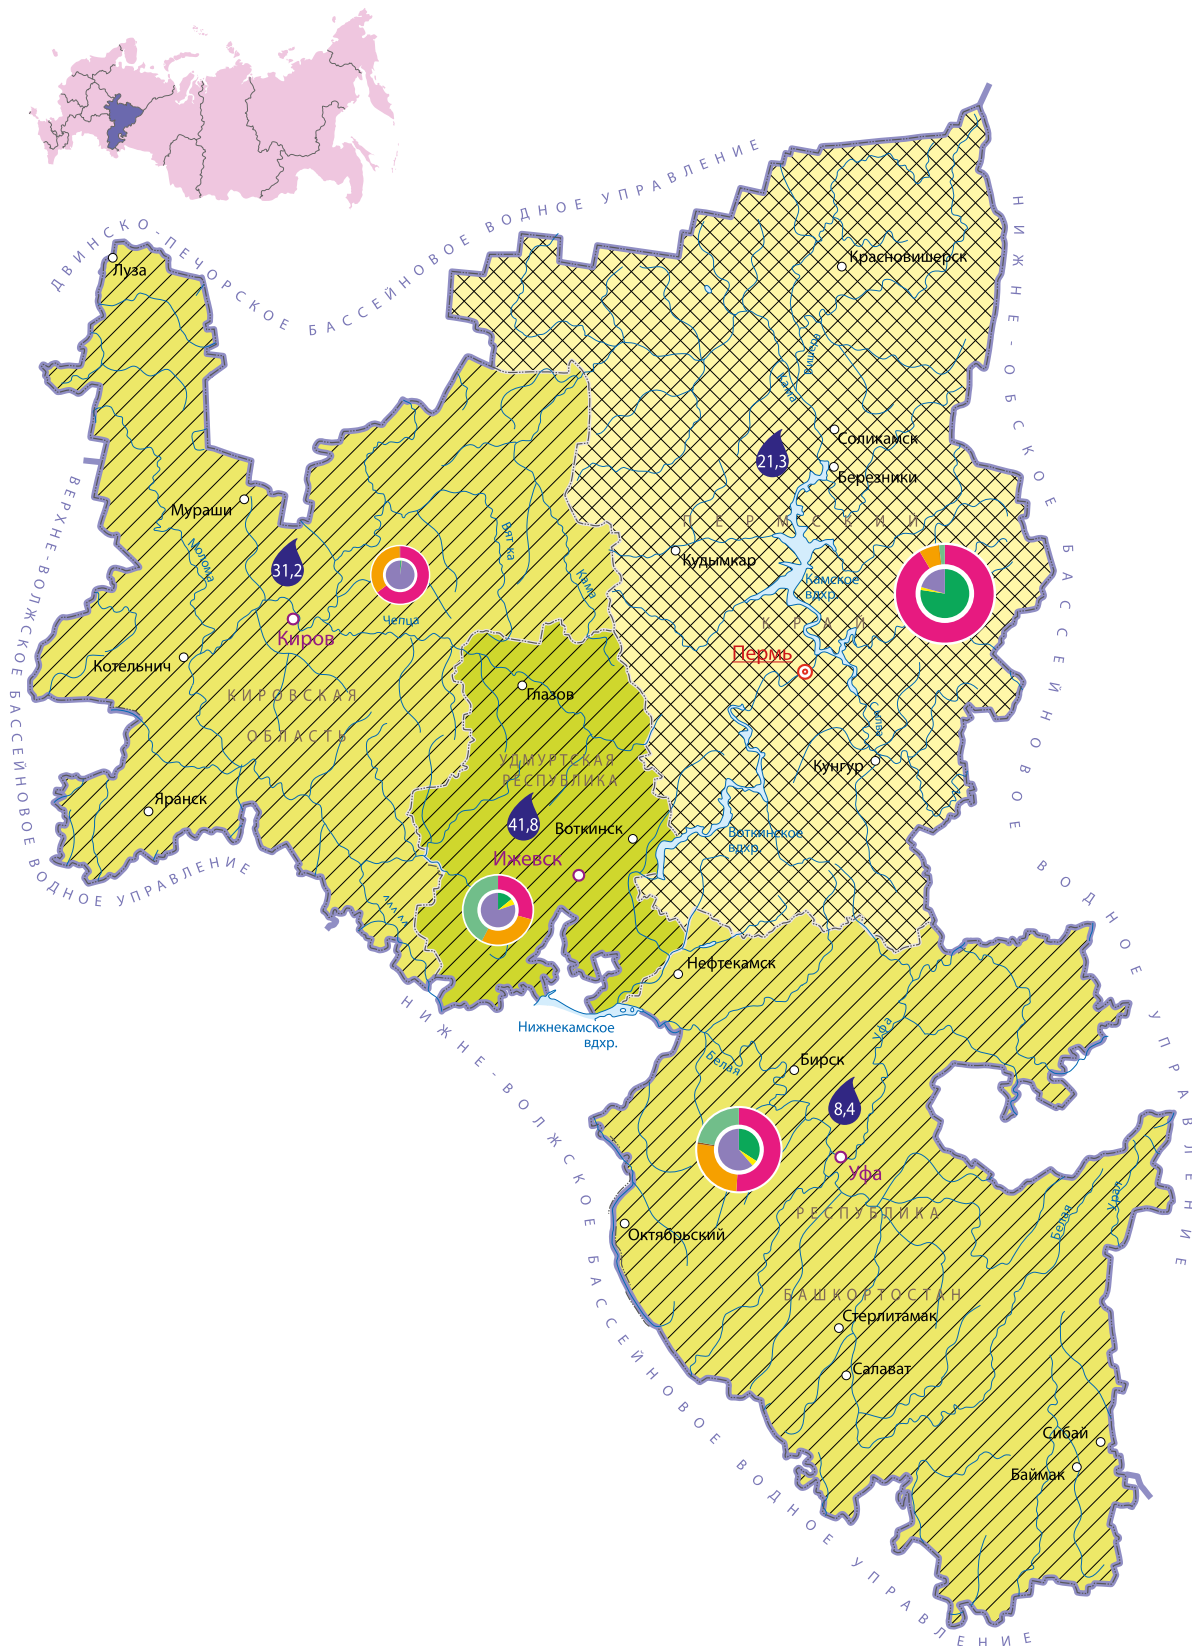 ДВИНСКО-ПЕЧОРСКОЕ БАССЕЙНОВОЕ ВОДНОЕ УПРАВЛЕНИЕ
НИЖНЕ-ОБСКОЕ БАССЕЙНОВОЕ ВОДНОЕ УПРАВЛЕНИЕ
ВЕРХНЕ-ВОЛЖСКОЕ БАССЕЙНОВОЕ ВОДНОЕ УПРАВЛЕНИЕ
НИЖНЕ-ВОЛЖСКОЕ БАССЕЙНОВОЕ ВОДНОЕ УПРАВЛЕНИЕ
Луза
Красновишерск
Вишера
Кама
Соликамск
21,3
Березники
Мураши
ПЕРМСКИЙ
Вятка
Молома
31,2
Кудымкар
Кама
Камское
вдхр.
Чепца
КРАЙ
Киров
Пермь
Котельнич
КИРОВСКАЯ
Глазов
ОБЛАСТЬ
УДМУРТСКАЯ
РЕСПУБЛИКА
Кунгур
Яранск
41,8
Воткинск
Воткинское
вдхр.
Ижевск
Нефтекамск
Нижнекамское
вдхр.
Уфа
Белая
Бирск
8,4
Уфа
РЕСПУБЛИКА
Белая
Урал
Октябрьский
БАШКОРТОСТАН
Стерлитамак
Салават
Сибай
Баймак